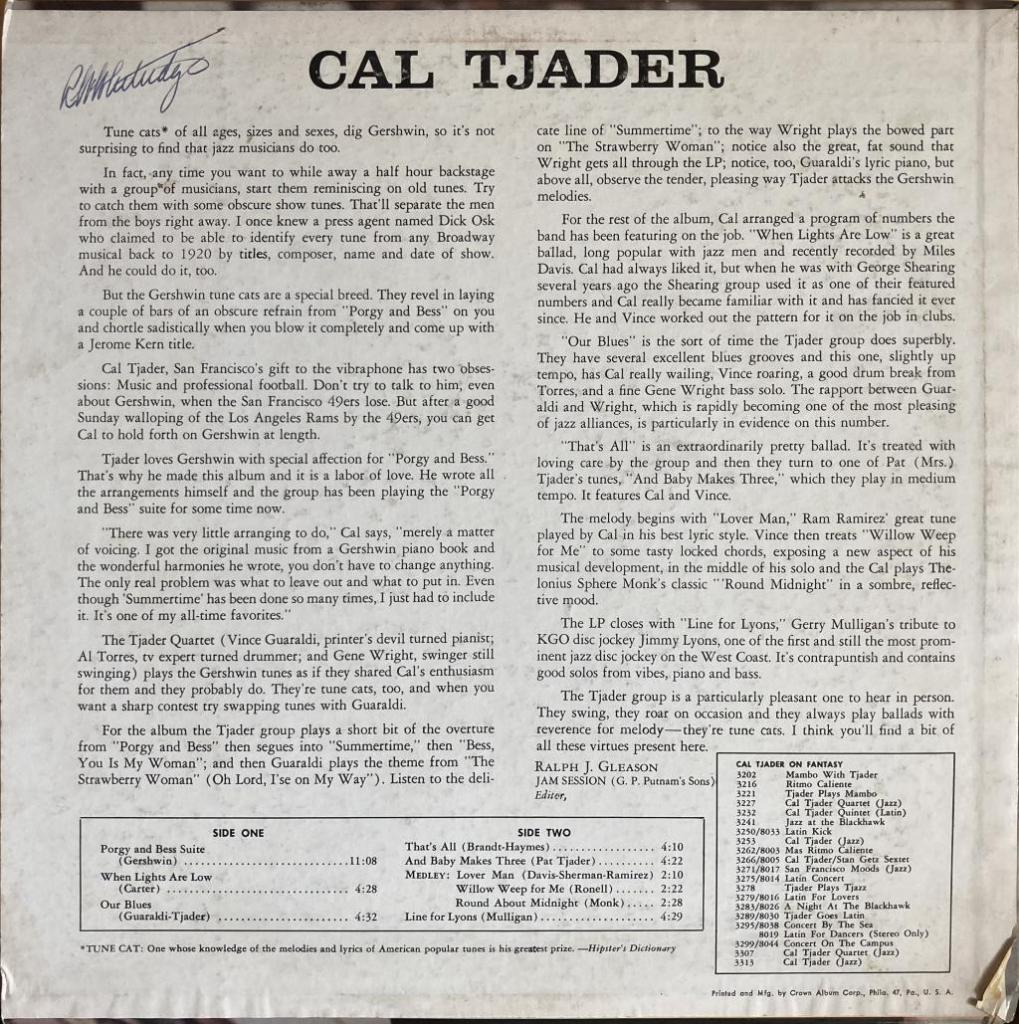 CAL TJADER
Tune cats* of all ages, sizes and sexes, dig Gershwin, so it's not
surprising to find that jazz musicians do too.
In fact, any time you want to while away a half hour backstage
with a group of musicians, start them reminiscing on old tunes. Try
to catch them with some obscure show tunes. That'll separate the men
from the boys right away. I once knew a press agent named Dick Osk
who claimed to be able to identify every tune from any Broadway
musical back to 1920 by titles, composer, name and date of show.
And he could do it, too.
But the Gershwin tune cats are a special breed. They revel in laying
a couple of bars of an obscure refrain from "Porgy and Bess" on you
and chortle sadistically when you blow it completely and come up with
a Jerome Kern title.
Cal Tjader, San Francisco's gift to the vibraphone has two obses-
sions: Music and professional football. Don't try to talk to him, even
about Gershwin, when the San Francisco 49ers lose. But after a good
Sunday walloping of the Los Angeles Rams by the 49ers, you can get
Cal to hold forth on Gershwin at length.
Tjader loves Gershwin with special affection for "Porgy and Bess."
That's why he made this album and it is a labor of love. He wrote all
the arrangements himself and the group has been playing the "Porgy
and Bess" suite for some time now.
"There was very little arranging to do," Cal says, "merely a matter
of voicing. I got the original music from a Gershwin piano book and
the wonderful harmonies he wrote, you don't have to change anything.
The only real problem was what to leave out and what to put in. Even
though 'Summertime' has been done so many times, I just had to include
it. It's one of my all-time favorites."
The Tjader Quartet (Vince Guaraldi, printer's devil turned pianist;
Al Torres, tv expert turned drummer; and Gene Wright, swinger still
swinging) plays the Gershwin tunes as if they shared Cal's enthusiasm
for them and they probably do. They're tune cats, too, and when you
want a sharp contest try swapping tunes with Guaraldi.
For the album the Tjader group plays a short bit of the overture
from "Porgy and Bess" then segues into "Summertime," then "Bess,
You Is My Woman"; and then Guaraldi plays the theme from "The
Strawberry Woman" (Oh Lord, I'se on My Way"). Listen to the deli-
cate line of "Summertime"; to the way Wright plays the bowed part
on "The Strawberry Woman"; notice also the great, fat sound that
Wright gets all through the LP; notice, too, Guaraldi's lyric piano, but
above all, observe the tender, pleasing way Tjader attacks the Gershwin
melodies.
For the rest of the album, Cal arranged a program of numbers the
band has been featuring on the job. "When Lights Are Low" is a great
ballad, long popular with jazz men and recently recorded by Miles
Davis. Cal had always liked it, but when he was with George Shearing
several years ago the Shearing group used it as one of their featured
numbers and Cal really became familiar with it and has fancied it ever
since. He and Vince worked out the pattern for it on the job in clubs.
"Our Blues" is the sort of time the Tjader group does superbly.
They have several excellent blues grooves and this one, slightly up
tempo, has Cal really wailing, Vince roaring, a good drum break from
Torres, and a fine Gene Wright bass solo. The rapport between Guar-
aldi and Wright, which is rapidly becoming one of the most pleasing
of jazz alliances, is particularly in evidence on this number.
"That's All" is an extraordinarily pretty ballad. It's treated with
loving care by the group and then they turn to one of Pat (Mrs.)
Tjader's tunes, "And Baby Makes Three," which they play in medium
tempo. It features Cal and Vince.
The melody begins with "Lover Man," Ram Ramirez' great tune
played by Cal in his best lyric style. Vince then treats "Willow Weep
for Me" to some tasty locked chords, exposing a new aspect of his
musical development, in the middle of his solo and the Cal plays The-
lonius Sphere Monk's classic "'Round Midnight" in a sombre, reflec-
tive mood.
The LP closes with "Line for Lyons," Gerry Mulligan's tribute to
KGO disc jockey Jimmy Lyons, one of the first and still the most prom-
inent jazz disc jockey on the West Coast. It's contrapuntish and contains
good solos from vibes, piano and bass.
The Tjader group is a particularly pleasant one to hear in person.
They swing, they roar on occasion and they always play ballads with
reverence for melody—they're tune cats. I think you'll find a bit of
all these virtues present here.
RALPH J. GLEASON
JAM SESSION (G. P. Putnam's Sons)
Editor,
SIDE ONE
Porgy and Bess Suite
(Gershwin) ........................11:08
When Lights Are Low
(Carter) ........................... 4:28
Our Blues
(Guaraldi-Tjader) .................... 4:32
SIDE TWO
That's All (Brandt-Haymes).................. 4:10
And Baby Makes Three (Pat Tjader).......... 4:22
MEDLEY: Lover Man (Davis-Sherman-Ramirez) 2:10
Willow Weep for Me (Ronell)....... 2:22
Round About Midnight (Monk)..... 2:28
Line for Lyons (Mulligan).................... 4:29
*TUNE CAT: One whose knowledge of the melodies and lyrics of American popular tunes is his greatest prize. —Hipster's Dictionary
CAL TJADER ON FANTASY
3202 Mambo With Tjader
3216 Ritmo Caliente
3221 Tjader Plays Mambo
3227 Cal Tjader Quartet (Jazz)
3232 Cal Tjader Quintet (Latin)
3241 Jazz at the Blackhawk
3250/8033 Latin Kick
3253 Cal Tjader (Jazz)
3262/8003 Mas Ritmo Caliente
3266/8005 Cal Tjader/Stan Getz Sextet
3271/8017 San Francisco Moods (Jazz)
3275/8014 Latin Concert
3278 Tjader Plays Tjazz
3279/8016 Latin For Lovers
3283/8026 A Night At The Blackhawk
3289/8030 Tjader Goes Latin
3295/8038 Concert By The Sea
8019 Latin For Dancers (Stereo Only)
3299/8044 Concert On The Campus
3307 Cal Tjader Quartet (Jazz)
3313 Cal Tjader (Jazz)
Printed and Mfg. by Crown Album Corp., Phila. 47, Pa., U. S. A.